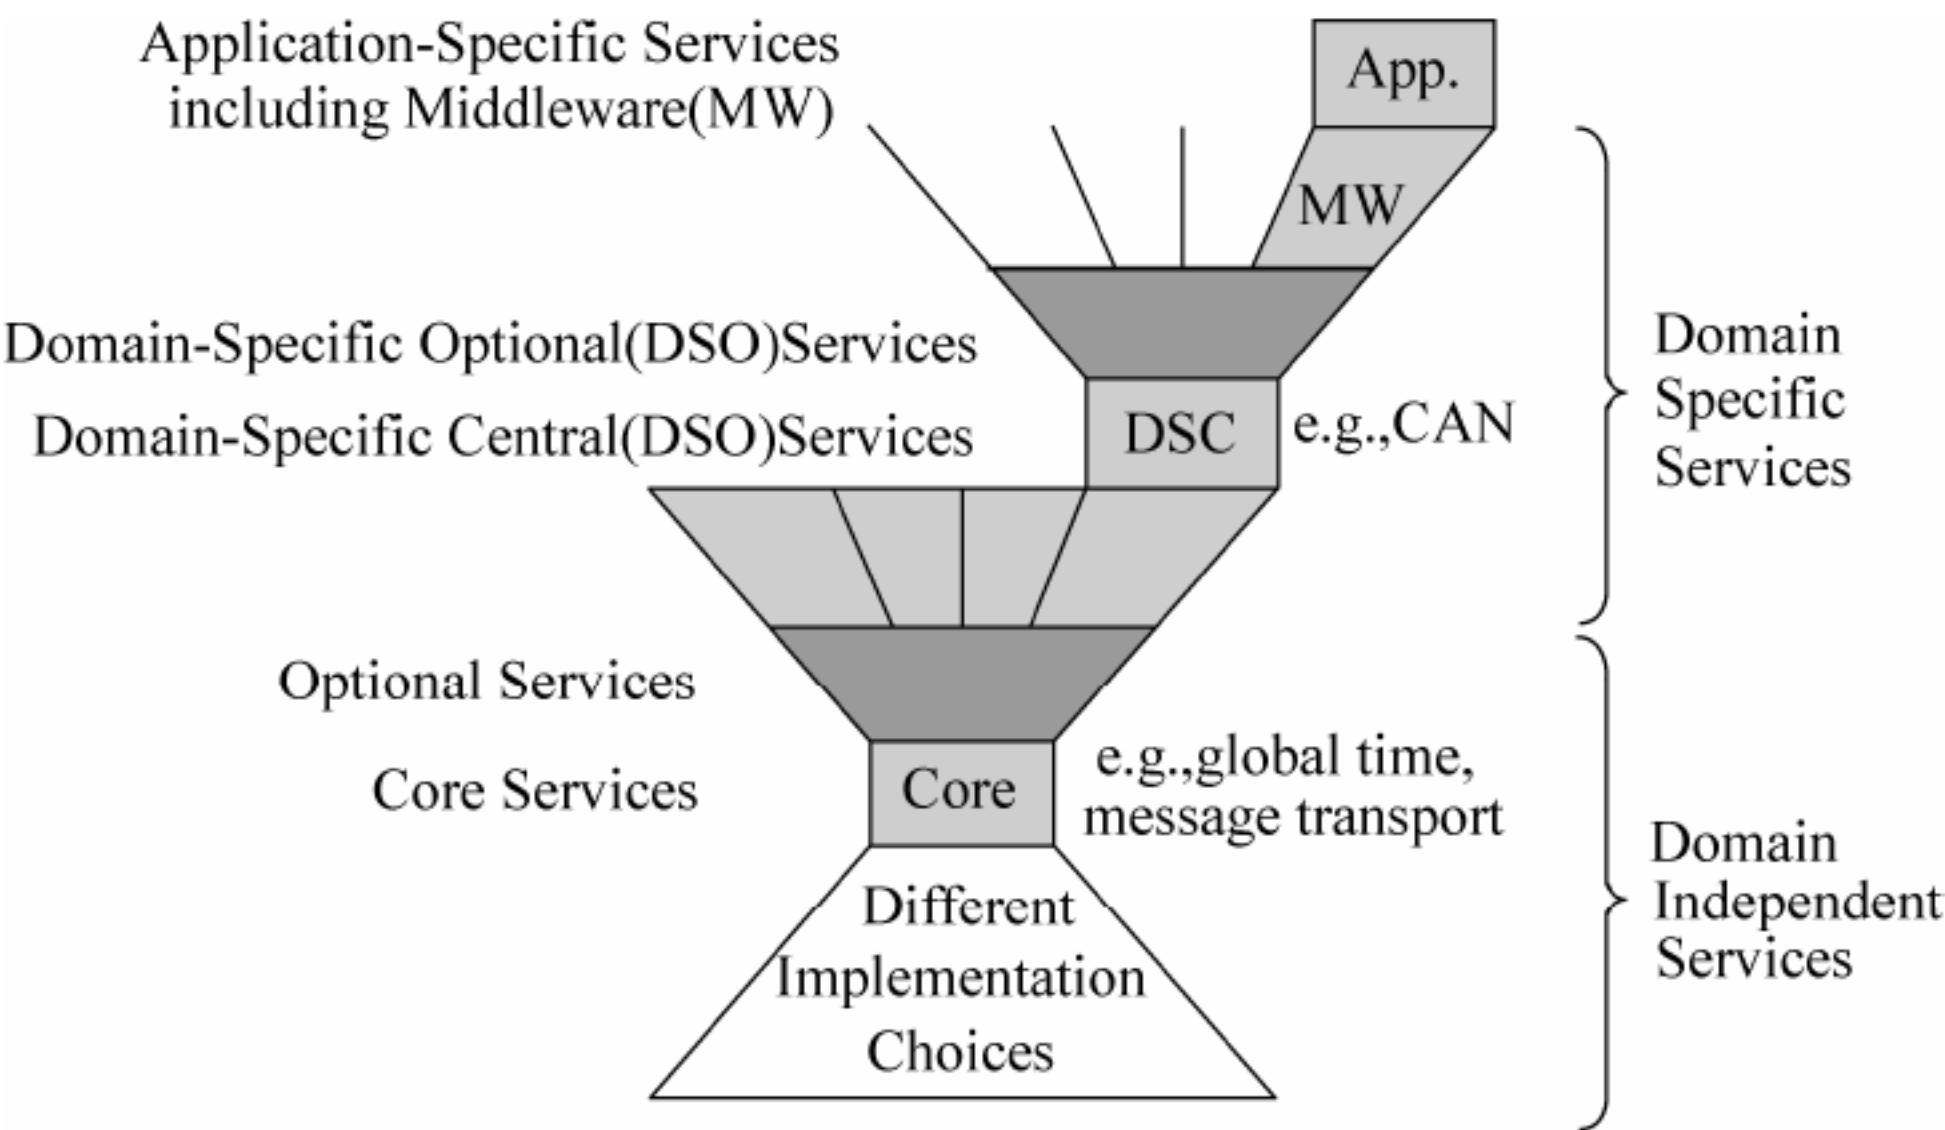 Application-Specific Services
including Middleware(MW)
App.
MW
Domain-Specific Optional(DSO)Services
Domain-Specific Central(DSO)Services
DSC
e.g.,CAN
Domain
Specific
Services
Optional Services
Core Services
Core
e.g.,global time,
message transport
Different
Implementation
Choices
Domain
Independent
Services